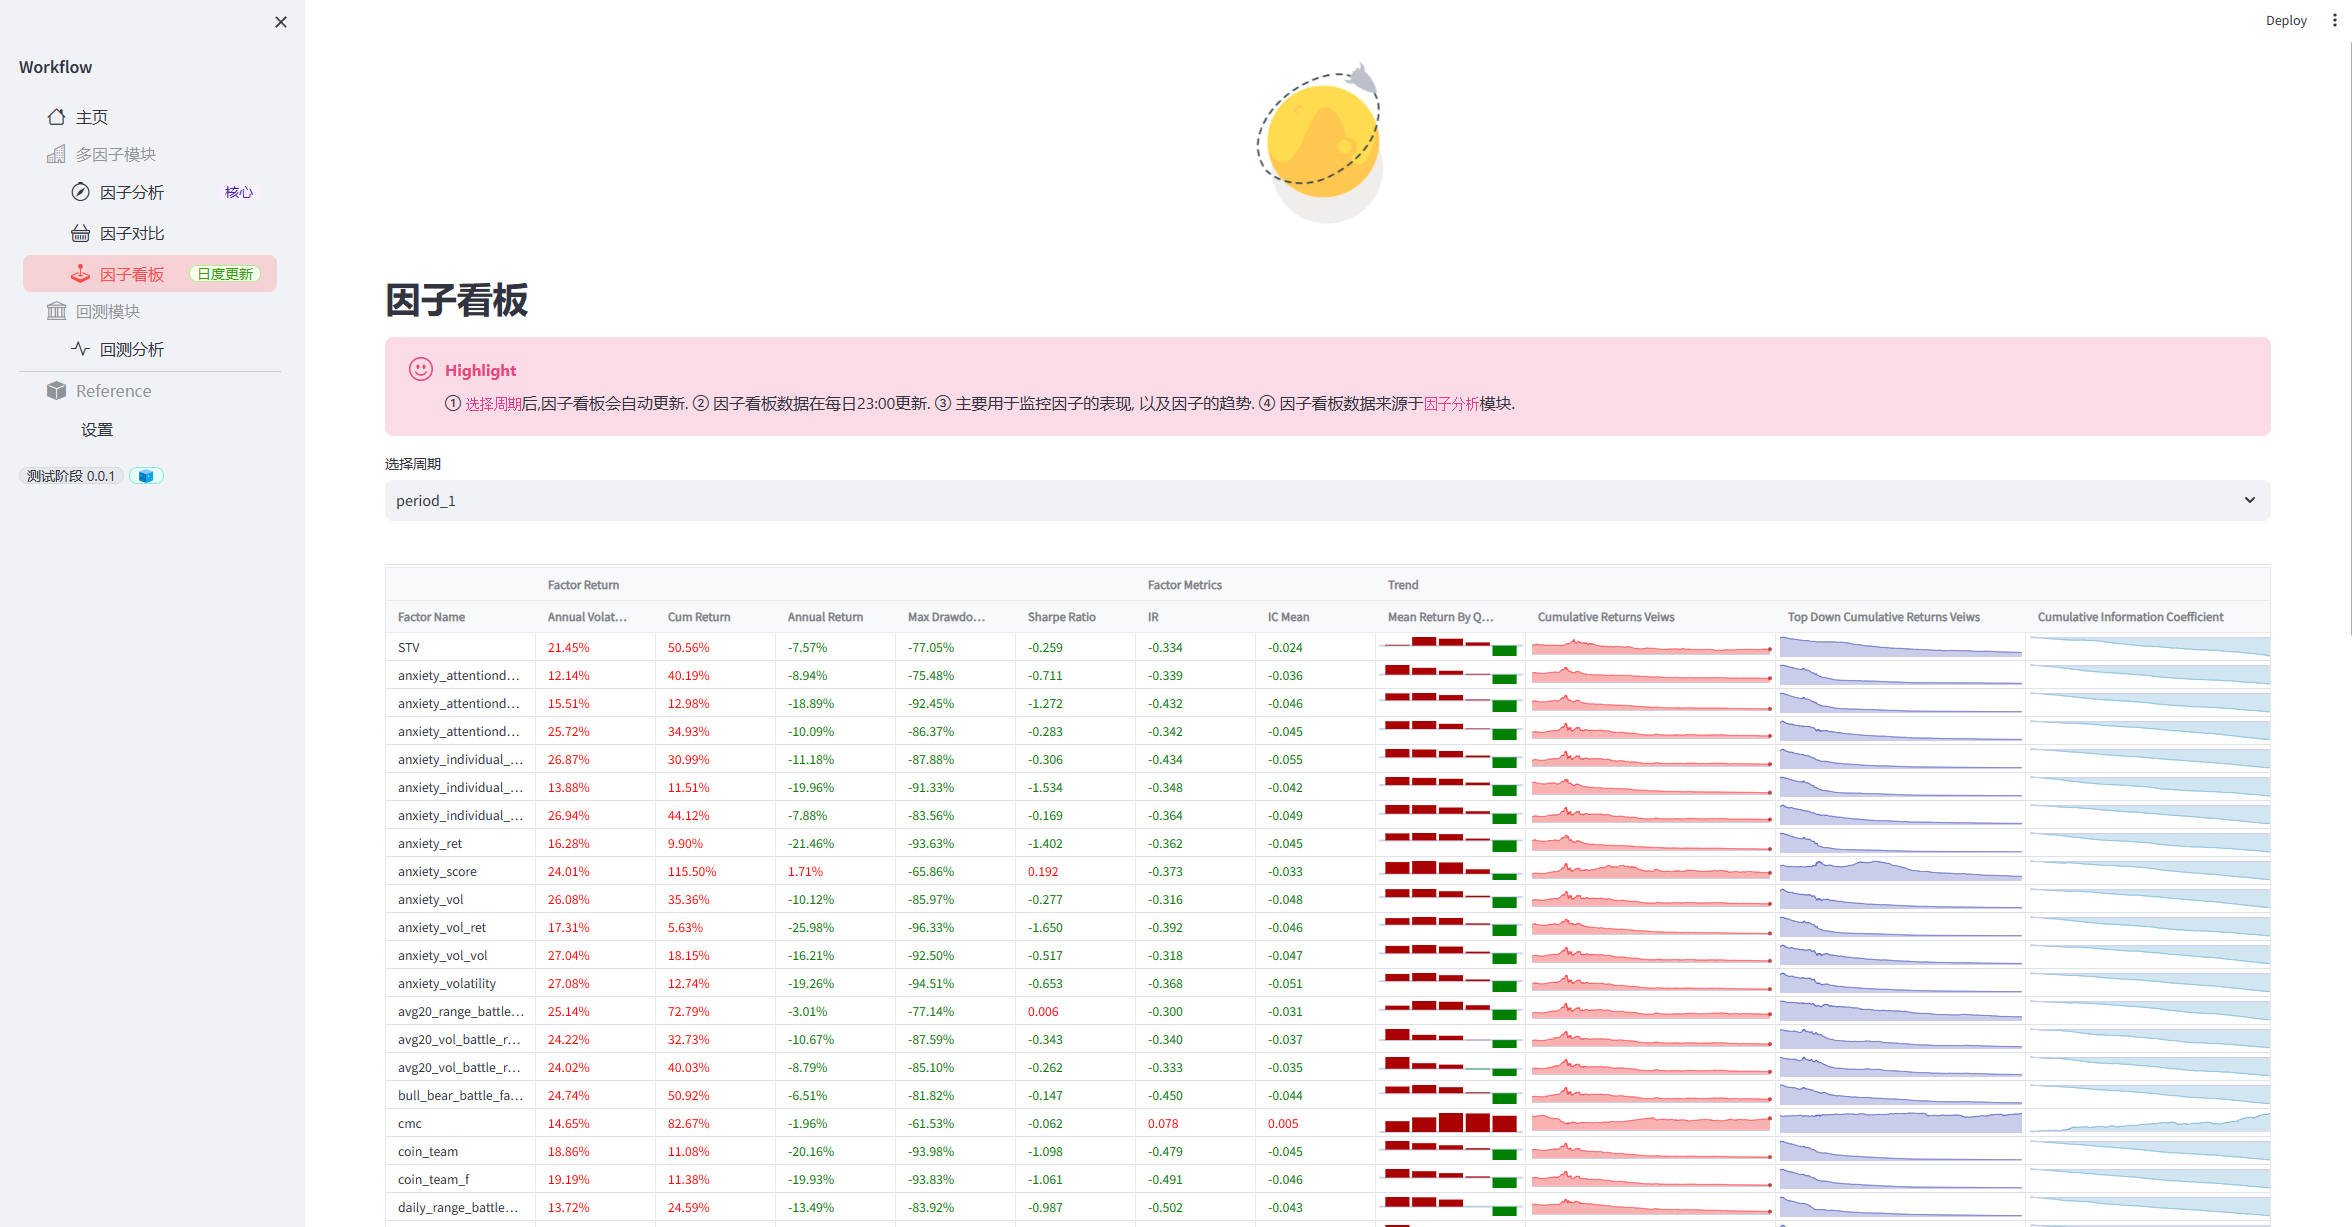 Deploy
Workflow
主页
多因子模块
因子分析 核心
因子对比
因子看板 日度更新
回测模块
回测分析
Reference
设置
测试阶段 0.0.1
因子看板
Highlight
① 选择周期后,因子看板会自动更新. ② 因子看板数据在每日23:00更新. ③ 主要用于监控因子的表现, 以及因子的趋势. ④ 因子看板数据来源于因子分析模块.
选择周期
period_1
Factor Return Factor Metrics Trend
Factor Name Annual Volat… Cum Return Annual Return Max Drawdo… Sharpe Ratio IR IC Mean Mean Return By Q… Cumulative Returns Veiws Top Down Cumulative Returns Veiws Cumulative Information Coefficient
STV 21.45% 50.56% -7.57% -77.05% -0.259 -0.334 -0.024
anxiety_attentiond… 12.14% 40.19% -8.94% -75.48% -0.711 -0.339 -0.036
anxiety_attentiond… 15.51% 12.98% -18.89% -92.45% -1.272 -0.432 -0.046
anxiety_attentiond… 25.72% 34.93% -10.09% -86.37% -0.283 -0.342 -0.045
anxiety_individual_… 26.87% 30.99% -11.18% -87.88% -0.306 -0.434 -0.055
anxiety_individual_… 13.88% 11.51% -19.96% -91.33% -1.534 -0.348 -0.042
anxiety_individual_… 26.94% 44.12% -7.88% -83.56% -0.169 -0.364 -0.049
anxiety_ret 16.28% 9.90% -21.46% -93.63% -1.402 -0.362 -0.045
anxiety_score 24.01% 115.50% 1.71% -65.86% 0.192 -0.373 -0.033
anxiety_vol 26.08% 35.36% -10.12% -85.97% -0.277 -0.316 -0.048
anxiety_vol_ret 17.31% 5.63% -25.98% -96.33% -1.650 -0.392 -0.046
anxiety_vol_vol 27.04% 18.15% -16.21% -92.50% -0.517 -0.318 -0.047
anxiety_volatility 27.08% 12.74% -19.26% -94.51% -0.653 -0.368 -0.051
avg20_range_battle… 25.14% 72.79% -3.01% -77.14% 0.006 -0.300 -0.031
avg20_vol_battle_r… 24.22% 32.73% -10.67% -87.59% -0.343 -0.340 -0.037
avg20_vol_battle_r… 24.02% 40.03% -8.79% -85.10% -0.262 -0.333 -0.035
bull_bear_battle_fa… 24.74% 50.92% -6.51% -81.82% -0.147 -0.450 -0.044
cmc 14.65% 82.67% -1.96% -61.53% -0.062 0.078 0.005
coin_team 18.86% 11.08% -20.16% -93.98% -1.098 -0.479 -0.045
coin_team_f 19.19% 11.38% -19.93% -93.83% -1.061 -0.491 -0.046
daily_range_battle… 13.72% 24.59% -13.49% -83.92% -0.987 -0.502 -0.043